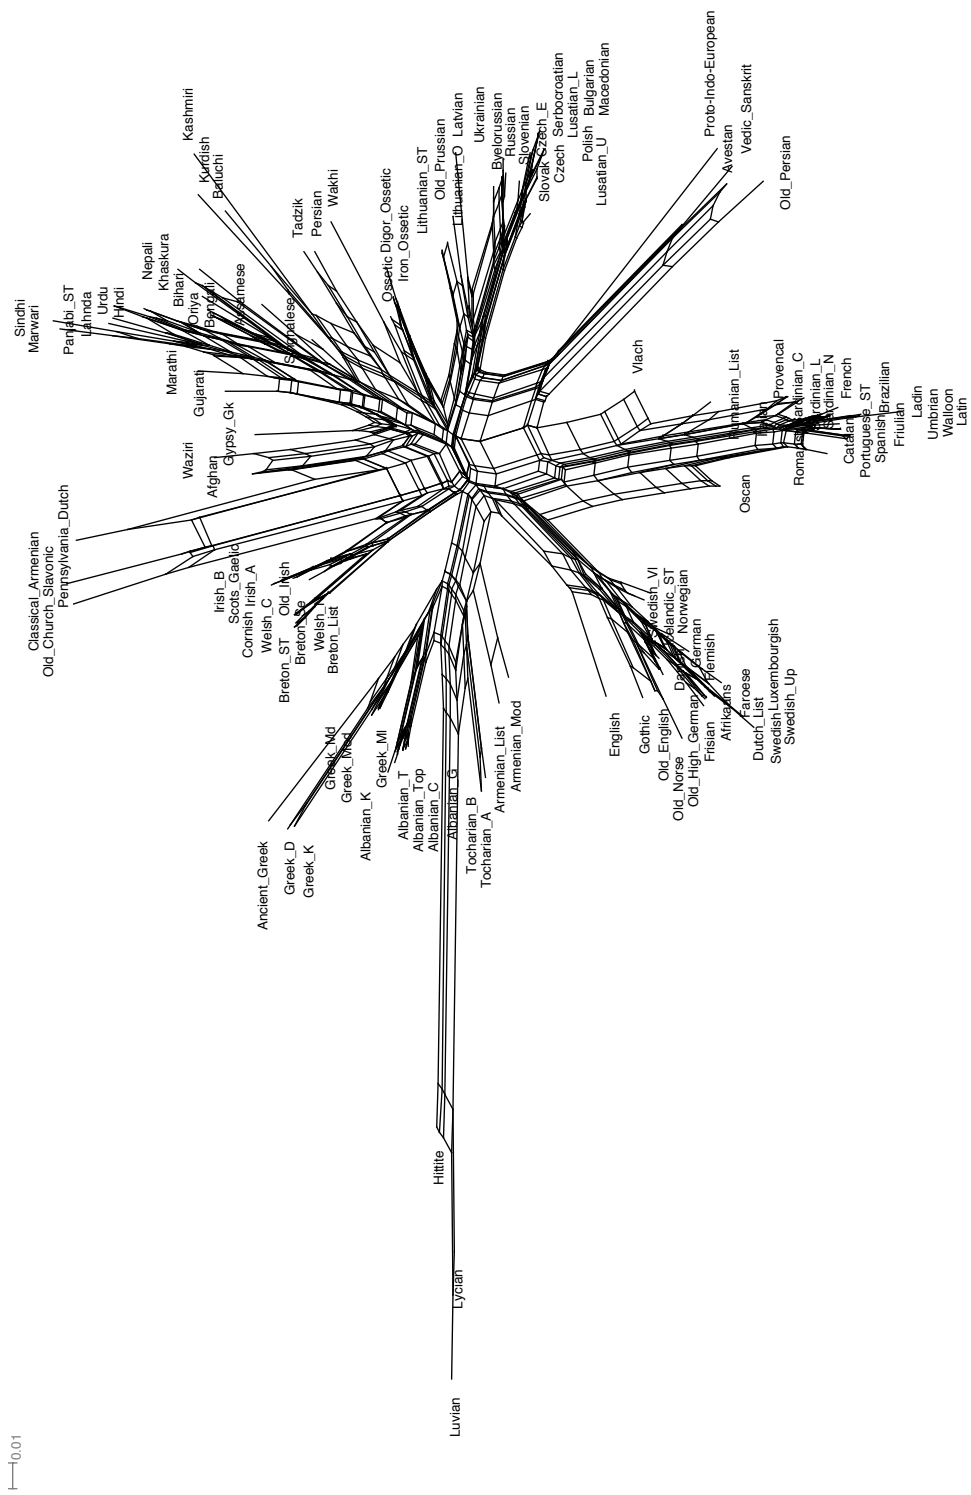 Kashmiri
Kurdish
Baluchi
Tadzik
Persian
Wakhi
Ossetic
Digor_Ossetic
Iron_Ossetic
Lithuanian_ST
Old_Prussian
Lithuanian_O
Latvian
Ukrainian
Byelorussian
Russian
Slovenian
Slovak
Czech_E
Czech
Serbocroatian
Lusatian_L
Polish
Bulgarian
Lusatian_U
Macedonian
Proto-Indo-European
Avestan
Vedic_Sanskrit
Old_Persian
Sindhi
Marwari
Panjabi_ST
Lahnda
Urdu
Hindi
Nepali
Khaskura
Bihari
Oriya
Bengali
Assamese
Singhalese
Marathi
Gujarati
Gypsy_Gk
Waziri
Afghan
Vlach
Rumanian_List
Provencal
Sardinian_C
Sardinian_L
Sardinian_N
French
Catalan
Portuguese_ST
Spanish
Brazilian
Friulian
Ladin
Umbrian
Walloon
Latin
Oscan
Classical_Armenian
Old_Church_Slavonic
Pennsylvania_Dutch
Irish_B
Scots_Gaelic
Cornish
Irish_A
Welsh_C
Old_Irish
Breton_ST
Breton_List
Swedish_Vl
Icelandic_ST
Norwegian
German
Flemish
English
Gothic
Old_English
Old_Norse
Old_High_German
Frisian
Afrikaans
Faroese
Dutch_List
Swedish
Luxembourgish
Swedish_Up
Ancient_Greek
Greek_D
Greek_K
Greek_Md
Greek_Mod
Greek_Ml
Albanian_K
Albanian_T
Albanian_Top
Albanian_C
Albanian_G
Tocharian_B
Tocharian_A
Armenian_List
Armenian_Mod
Hittite
Lycian
Luvian
0.01